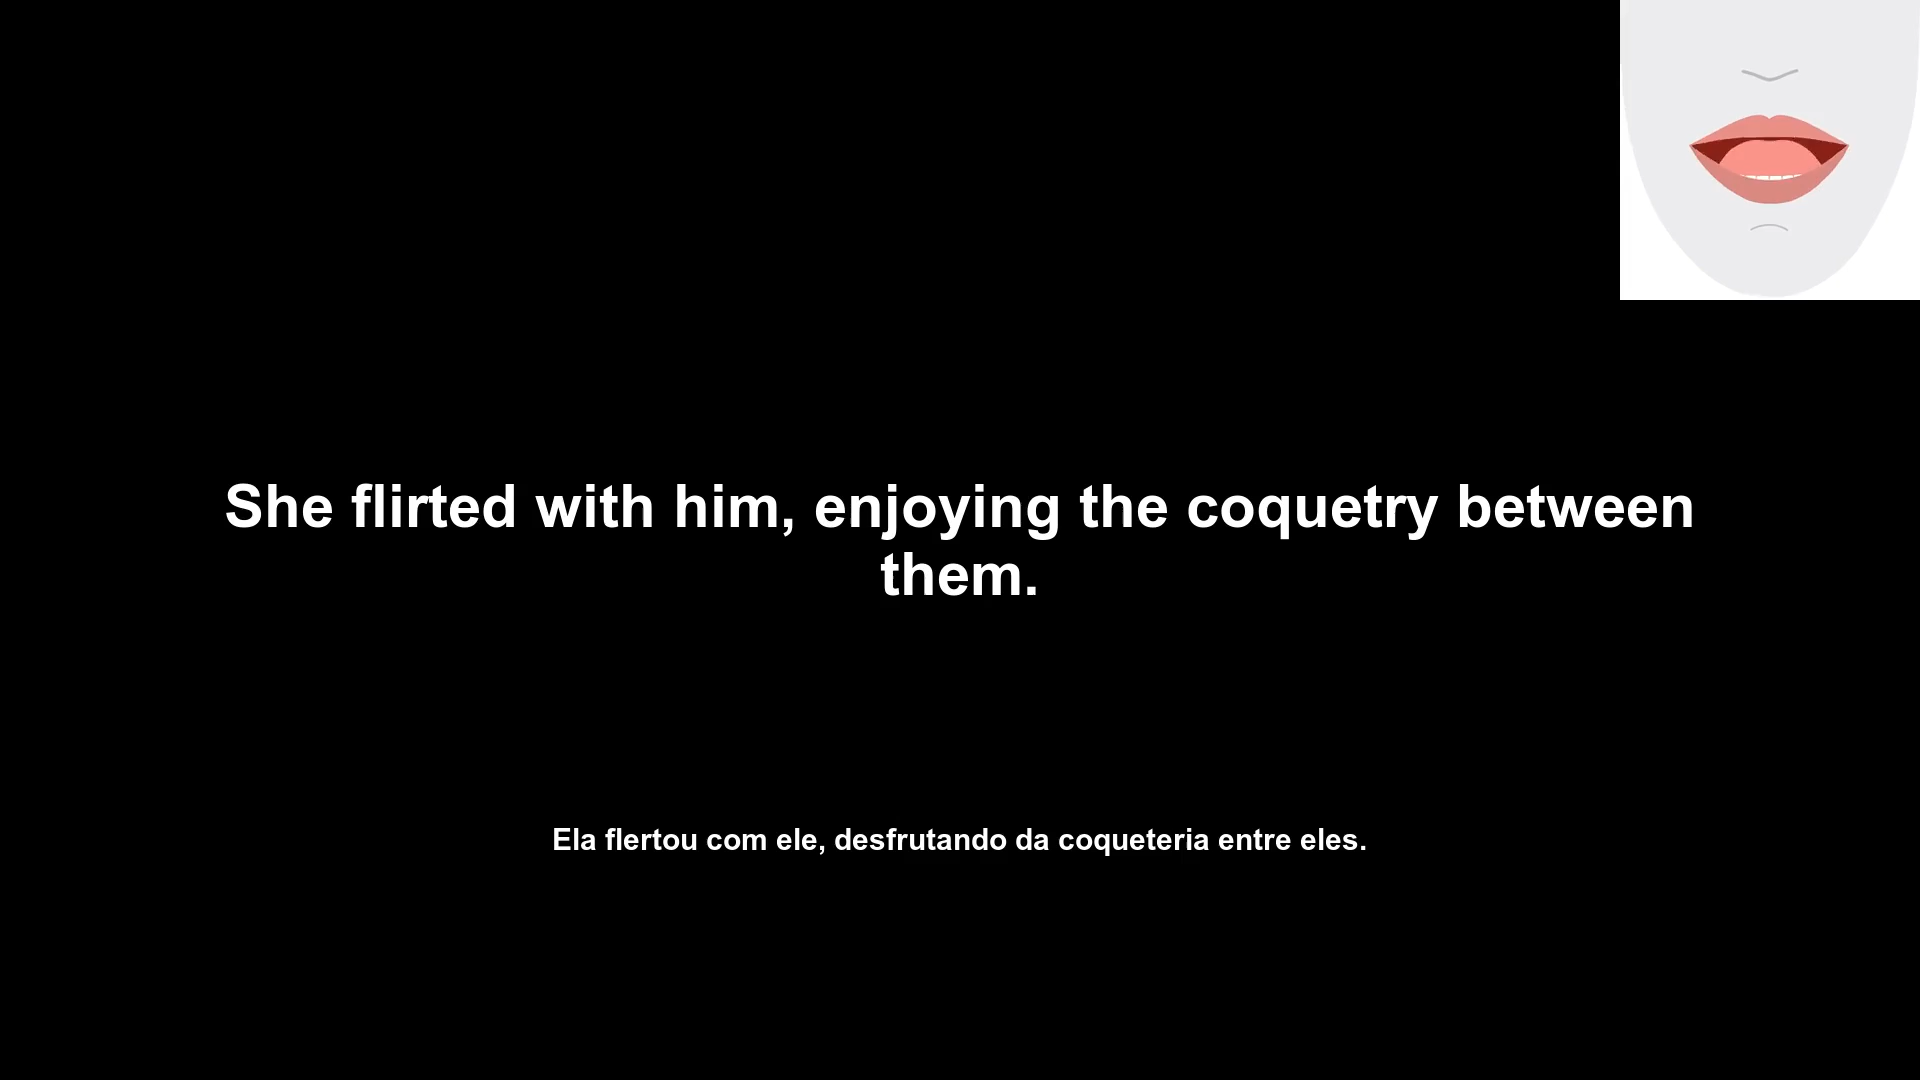 She flirted with him, enjoying the coquetry between
them.
Ela flertou com ele, desfrutando da coqueteria entre eles.